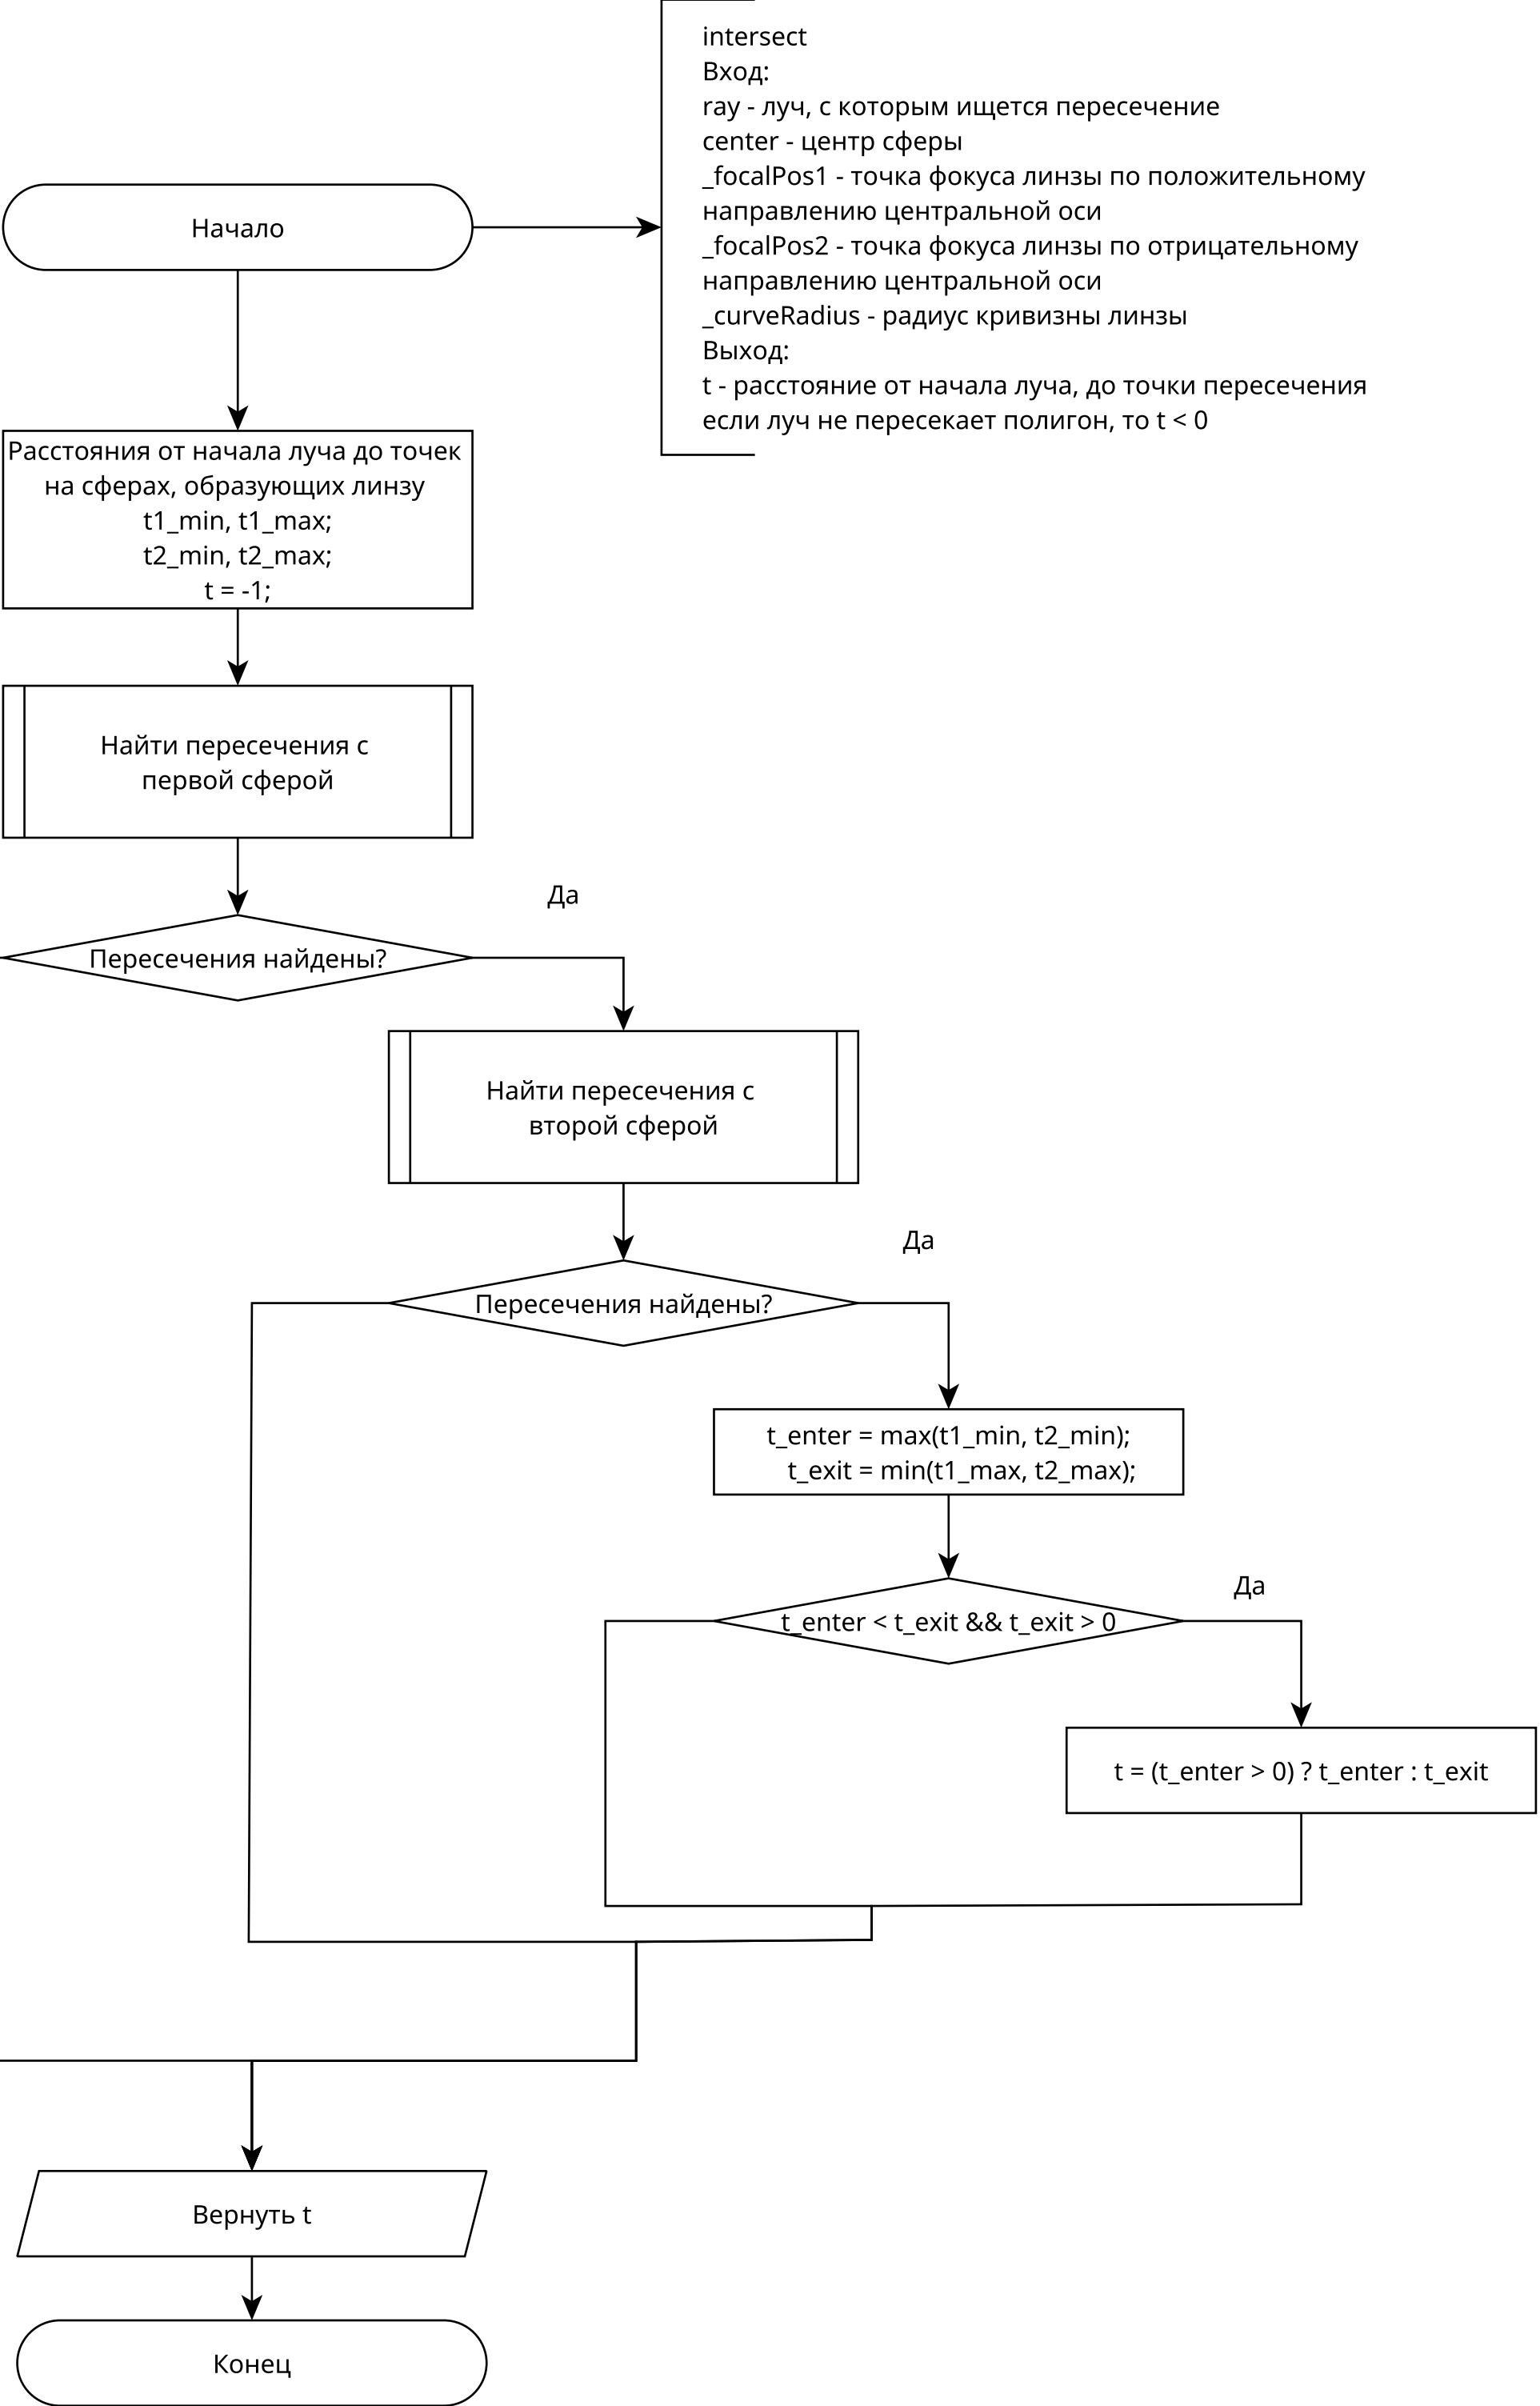 intersect
Вход:
ray - луч, с которым ищется пересечение
center - центр сферы
_focalPos1 - точка фокуса линзы по положительному
направлению центральной оси
_focalPos2 - точка фокуса линзы по отрицательному
направлению центральной оси
_curveRadius - радиус кривизны линзы
Выход:
t - расстояние от начала луча, до точки пересечения
если луч не пересекает полигон, то t < 0
Начало
Расстояния от начала луча до точек
на сферах, образующих линзу
t1_min, t1_max;
t2_min, t2_max;
t = -1;
Найти пересечения с
первой сферой
Да
Пересечения найдены?
Найти пересечения с
второй сферой
Да
Пересечения найдены?
t_enter = max(t1_min, t2_min);
t_exit = min(t1_max, t2_max);
Да
t_enter < t_exit && t_exit > 0
t = (t_enter > 0) ? t_enter : t_exit
Вернуть t
Конец